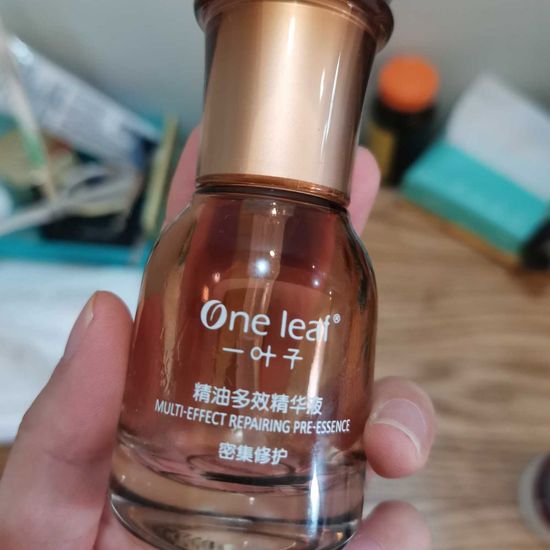 One leaf®
一叶子
精油多效精华液
MULTI-EFFECT REPAIRING PRE-ESSENCE
密集修护